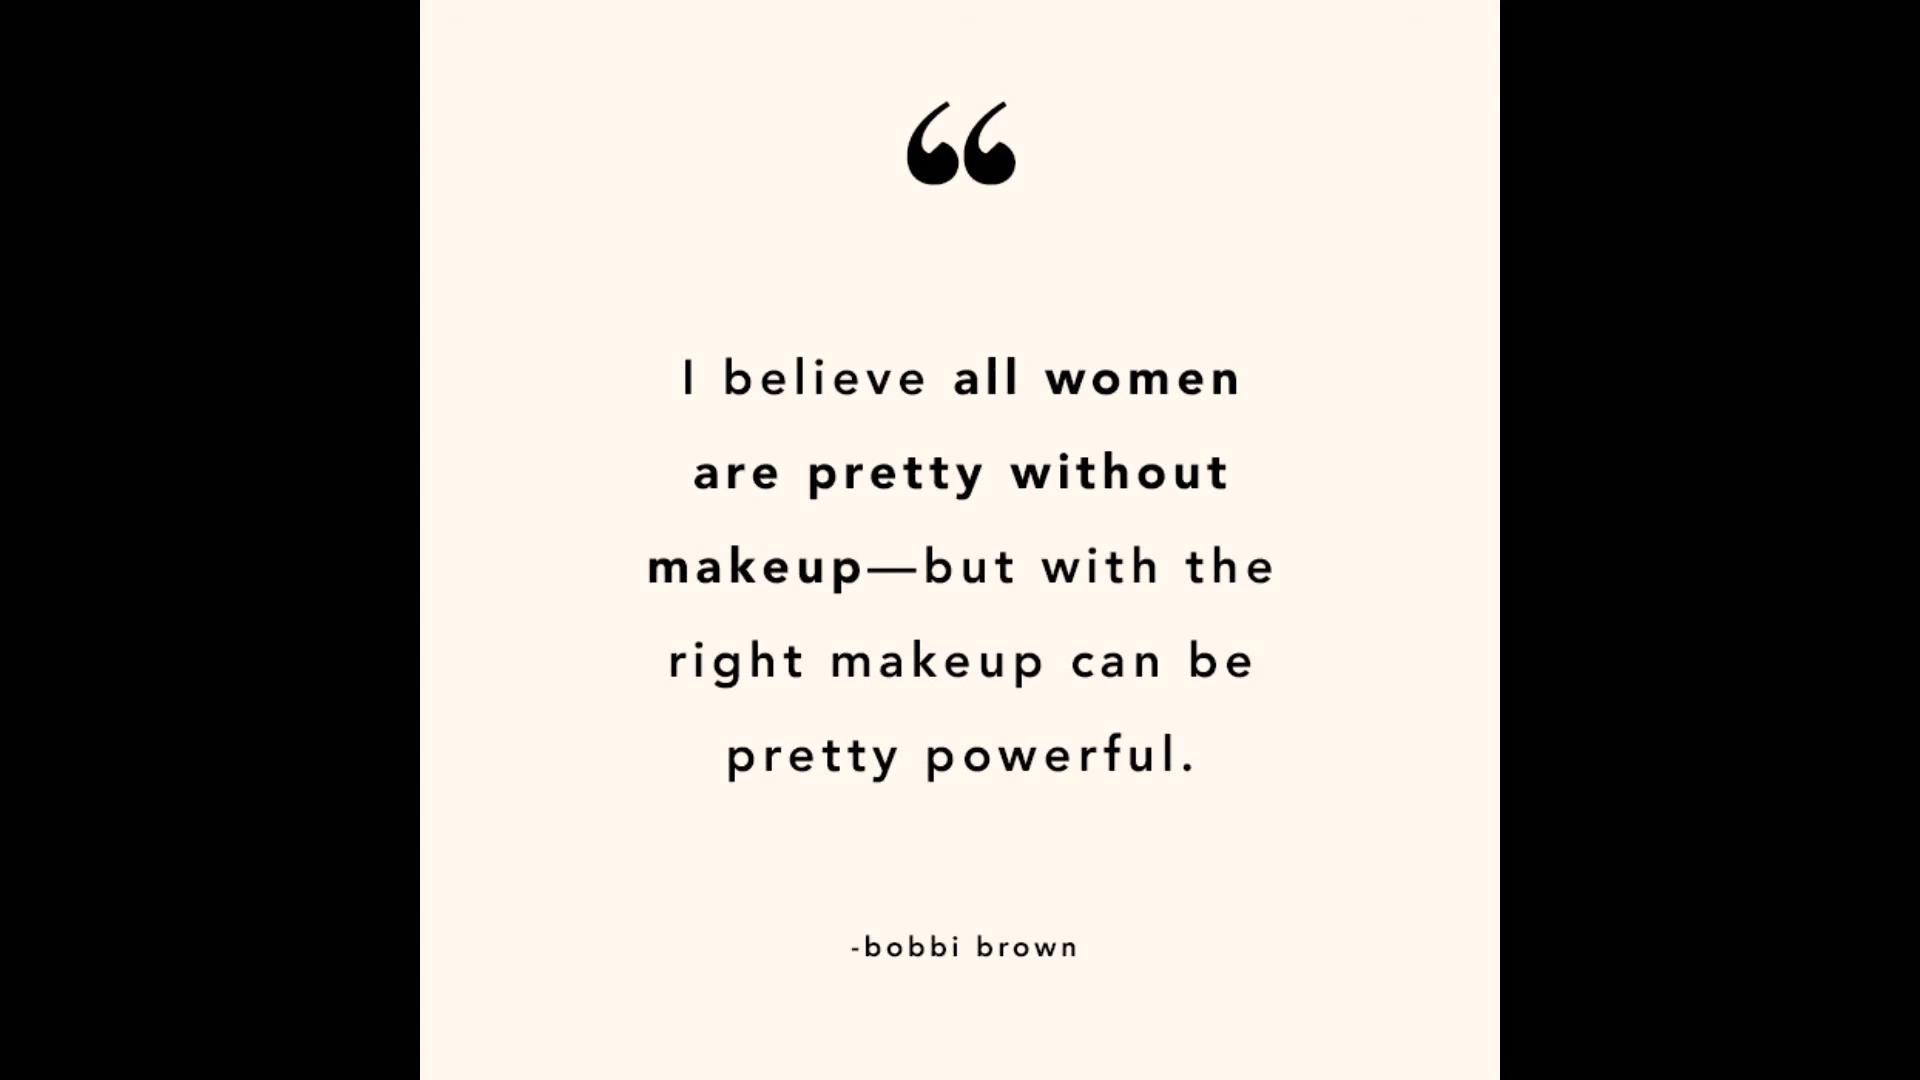 “
I believe all women
are pretty without
makeup—but with the
right makeup can be
pretty powerful.
-bobbi brown